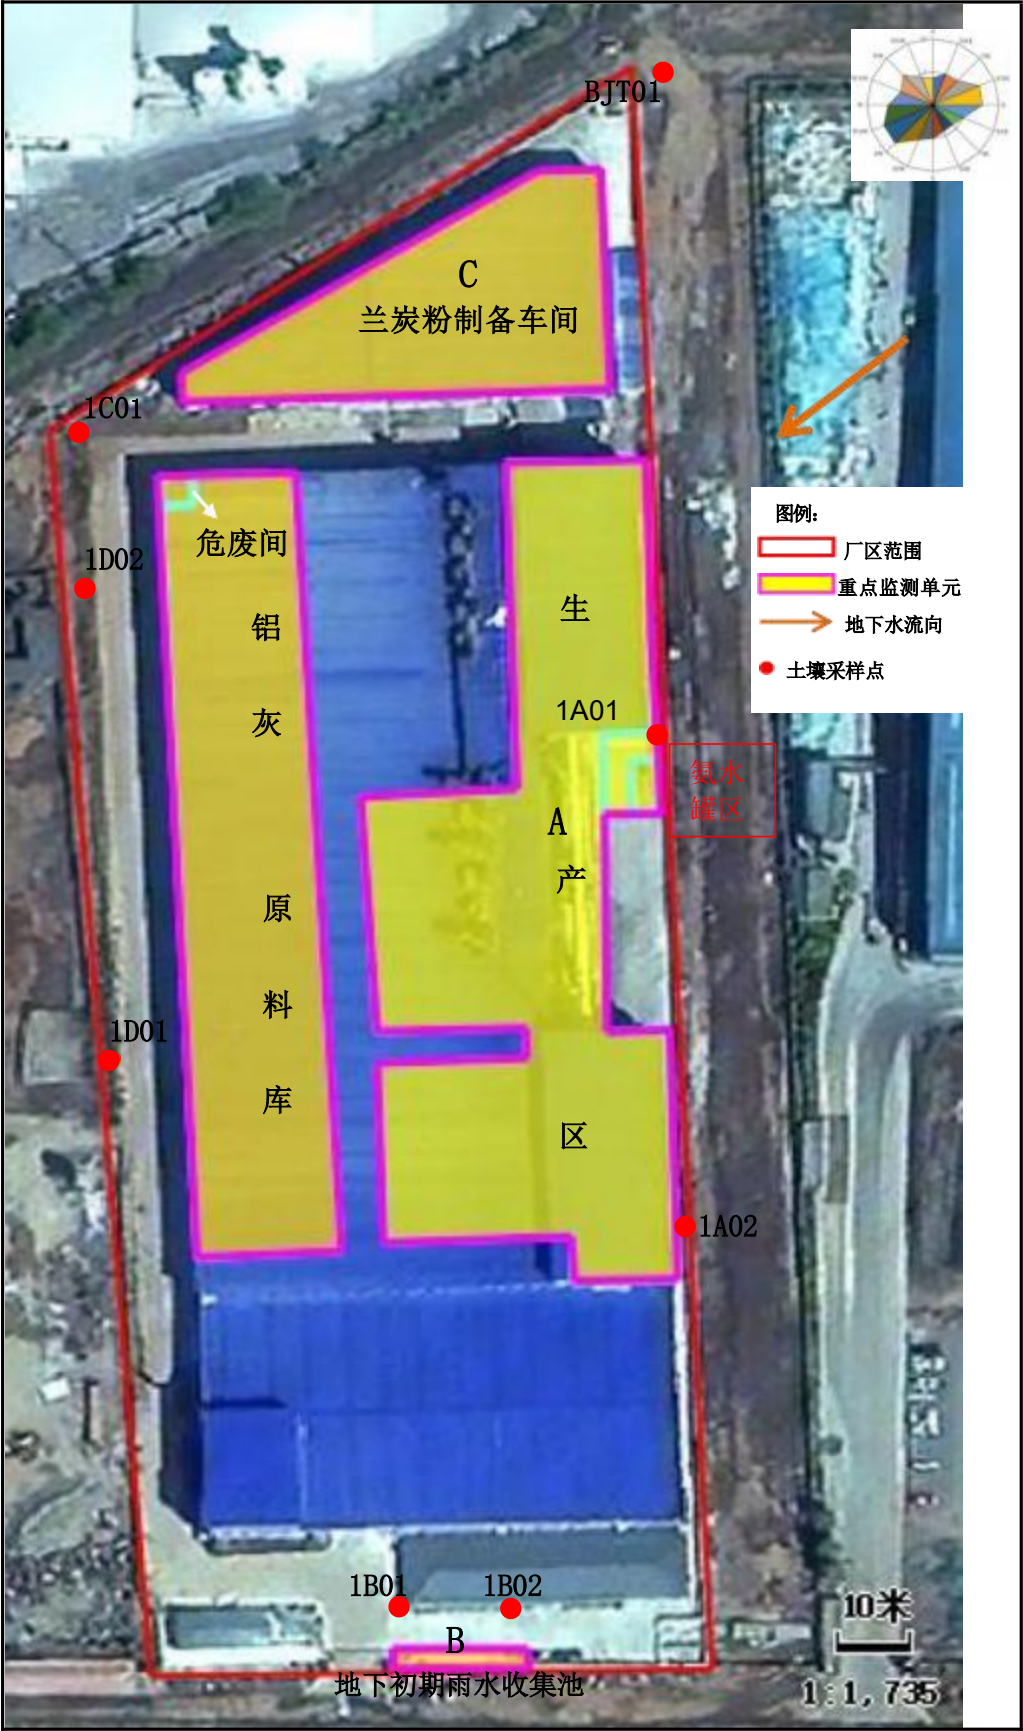 BJT01
C
兰炭粉制备车间
1C01
图例:
厂区范围
重点监测单元
地下水流向
土壤采样点
危废间
1D02
铝
灰
原
料
库
生
1A01
氨水
罐区
A
产
区
1D01
1A02
1B01
1B02
B
地下初期雨水收集池
10米
1:1,735